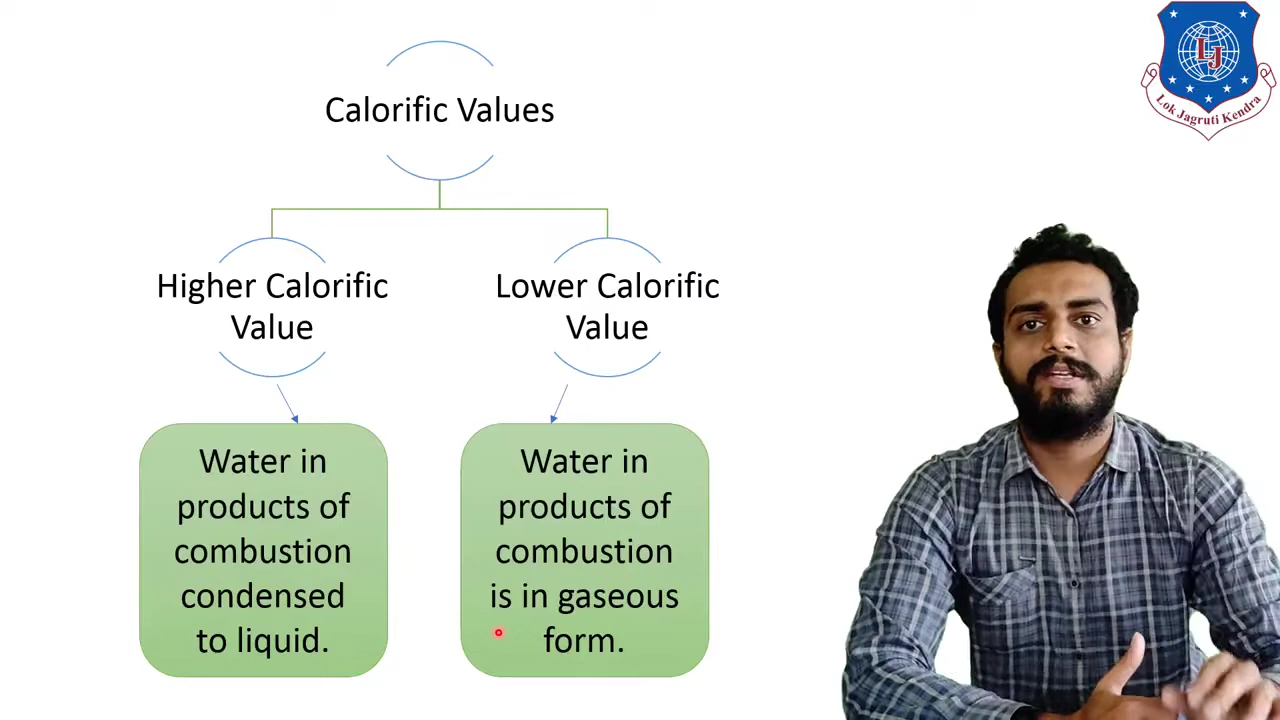 Calorific Values
Higher Calorific
Value
Lower Calorific
Value
Water in
products of
combustion
condensed
to liquid.
Water in
products of
combustion
is in gaseous
form.
LJ
Lok Jagruti Kendra